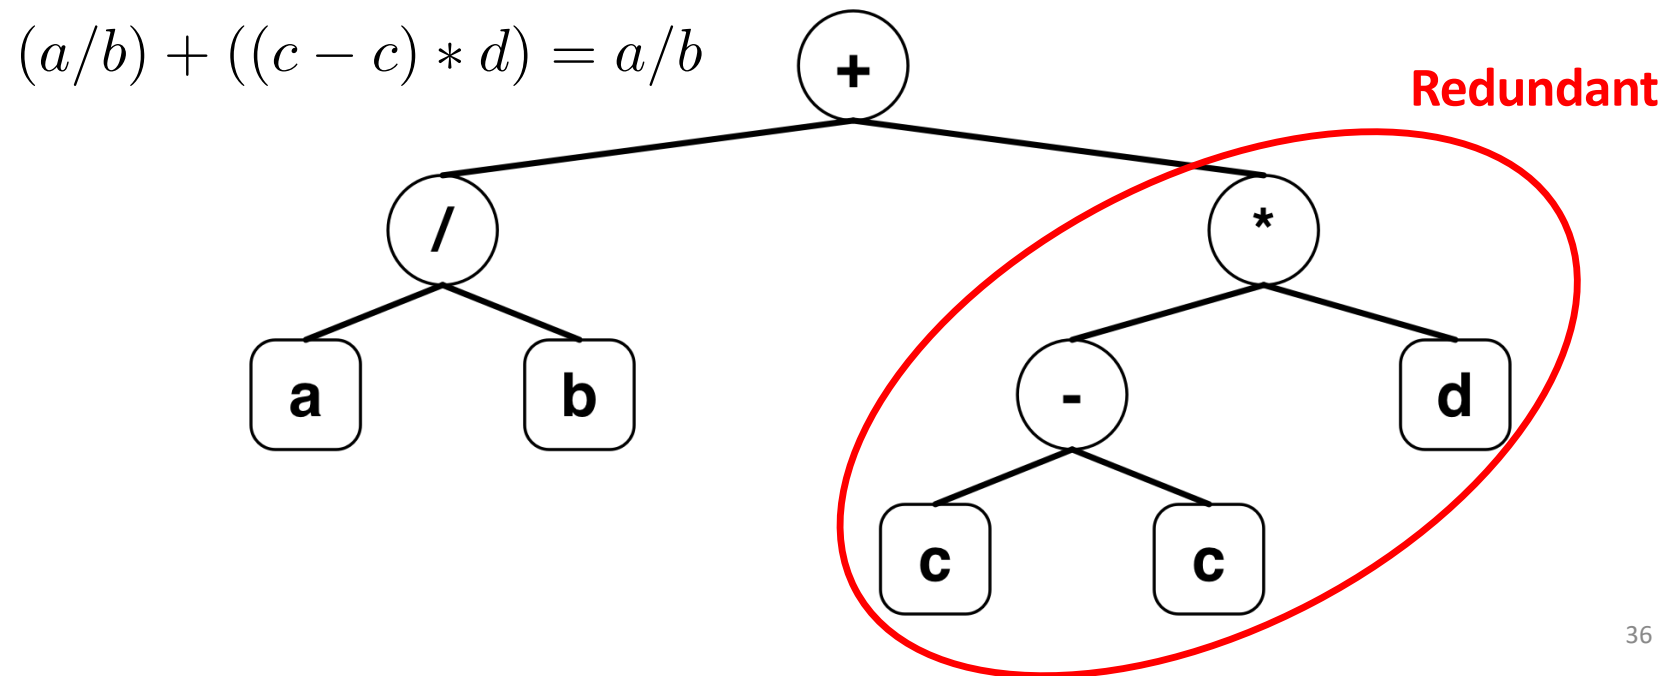 (a/b) + ((c − c) ∗ d) = a/b
+
Redundant
/
*
a
b
-
d
c
c
36